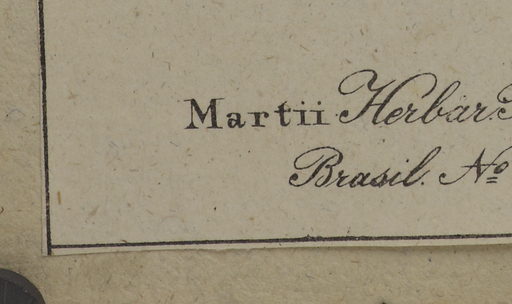 Martii Herbar.
Brasil. Nº